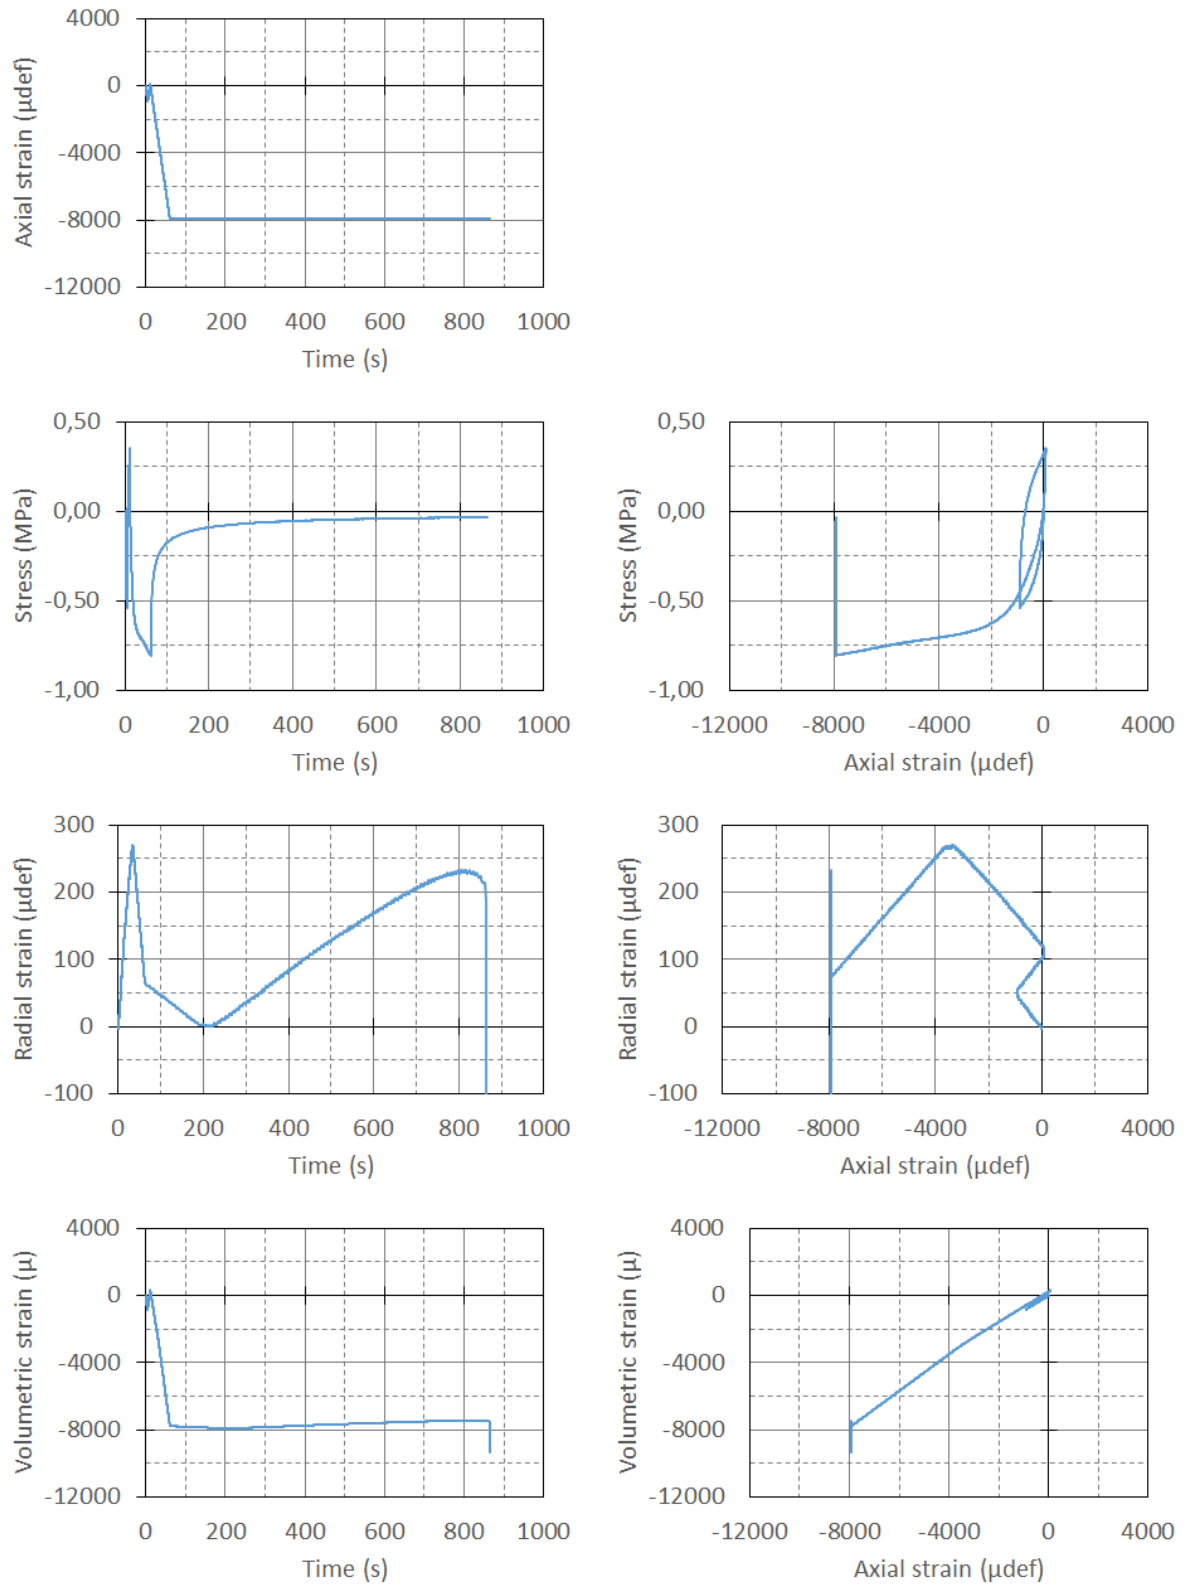 4000
0
-4000
-8000
-12000
Axial strain (µdef)
0 200 400 600 800 1000
Time (s)
0,50
0,00
-0,50
-1,00
Stress (MPa)
0 200 400 600 800 1000
Time (s)
0,50
0,00
-0,50
-1,00
Stress (MPa)
-12000 -8000 -4000 0 4000
Axial strain (µdef)
300
200
100
0
-100
Radial strain (µdef)
0 200 400 600 800 1000
Time (s)
300
200
100
0
-100
Radial strain (µdef)
-12000 -8000 -4000 0 4000
Axial strain (µdef)
4000
0
-4000
-8000
-12000
Volumetric strain (µ)
0 200 400 600 800 1000
Time (s)
4000
0
-4000
-8000
-12000
Volumetric strain (µ)
-12000 -8000 -4000 0 4000
Axial strain (µdef)